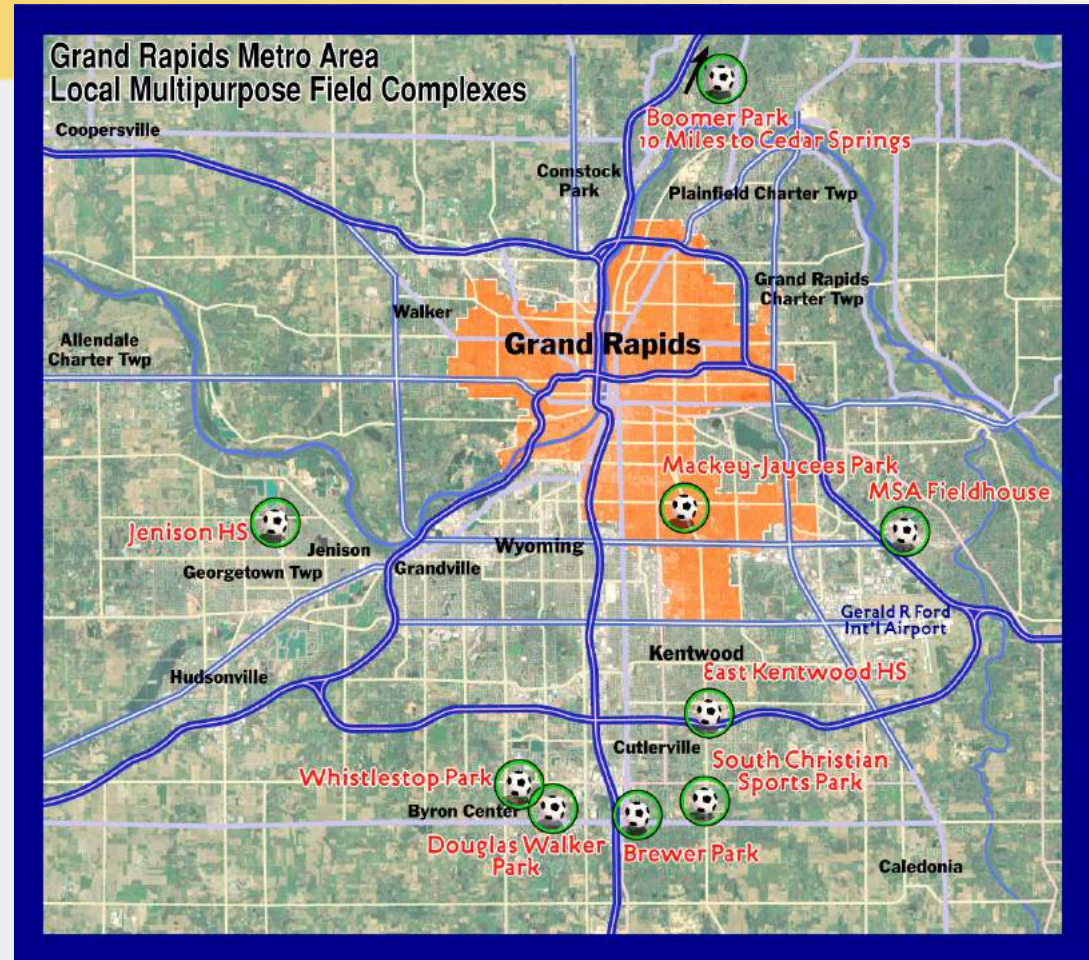 Grand Rapids Metro Area
Local Multipurpose Field Complexes
Coopersville
Boomer Park
10 Miles to Cedar Springs
Comstock
Park
Plainfield Charter Twp
Grand Rapids
Charter Twp
Walker
Allendale
Charter Twp
Grand Rapids
Mackey-Jaycees Park
MSA Fieldhouse
Jenison HS
Jenison
Wyoming
Georgetown Twp
Grandville
Gerald R Ford
Int'l Airport
Kentwood
East Kentwood HS
Hudsonville
Cutlerville
South Christian
Sports Park
Whistlestop Park
Byron Center
Douglas Walker
Park
Brewer Park
Caledonia